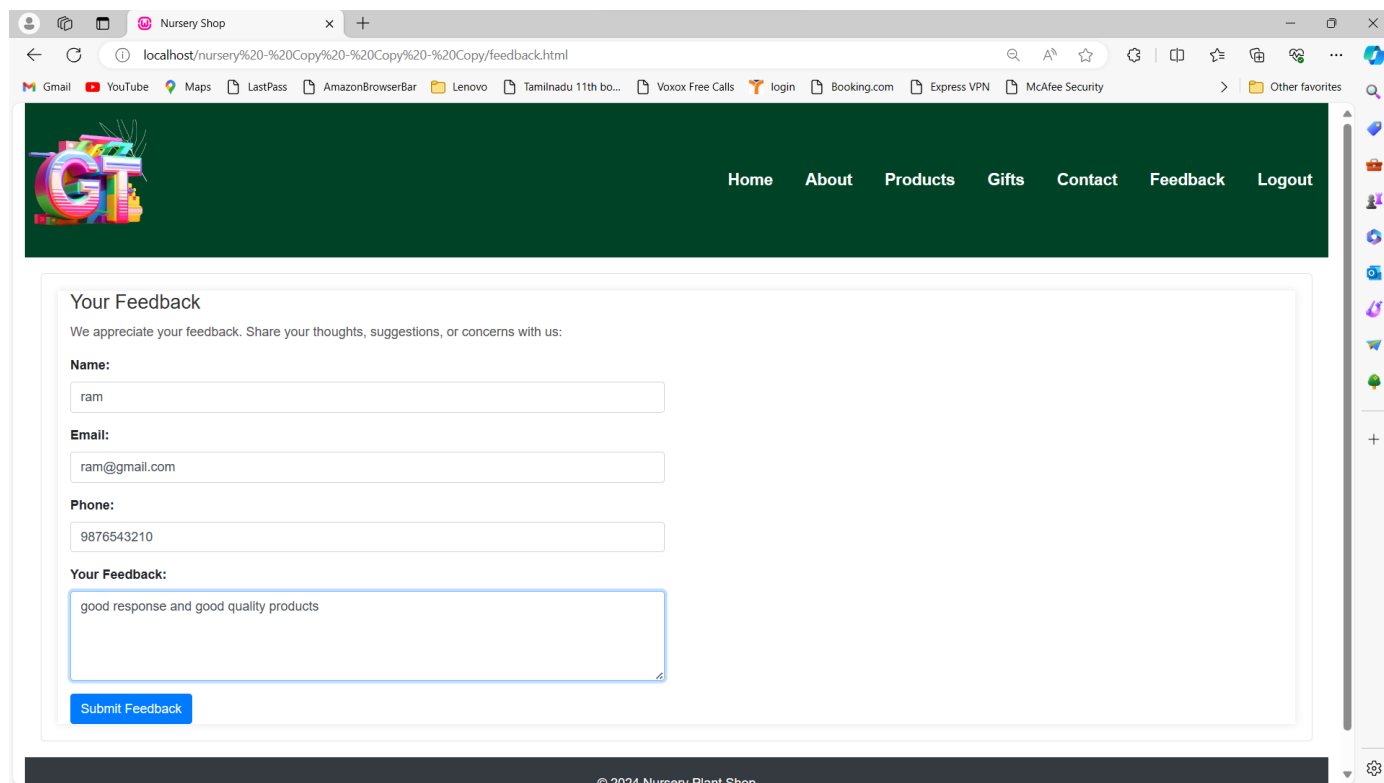 Nursery Shop
localhost/nursery%20-%20Copy%20-%20Copy%20-%20Copy/feedback.html
Gmail YouTube Maps LastPass AmazonBrowserBar Lenovo Tamilnadu 11th bo... Voxox Free Calls login Booking.com Express VPN McAfee Security Other favorites
GT
Home About Products Gifts Contact Feedback Logout
Your Feedback
We appreciate your feedback. Share your thoughts, suggestions, or concerns with us:
Name:
ram
Email:
ram@gmail.com
Phone:
9876543210
Your Feedback:
good response and good quality products
Submit Feedback
© 2024 Nursery Plant Shop